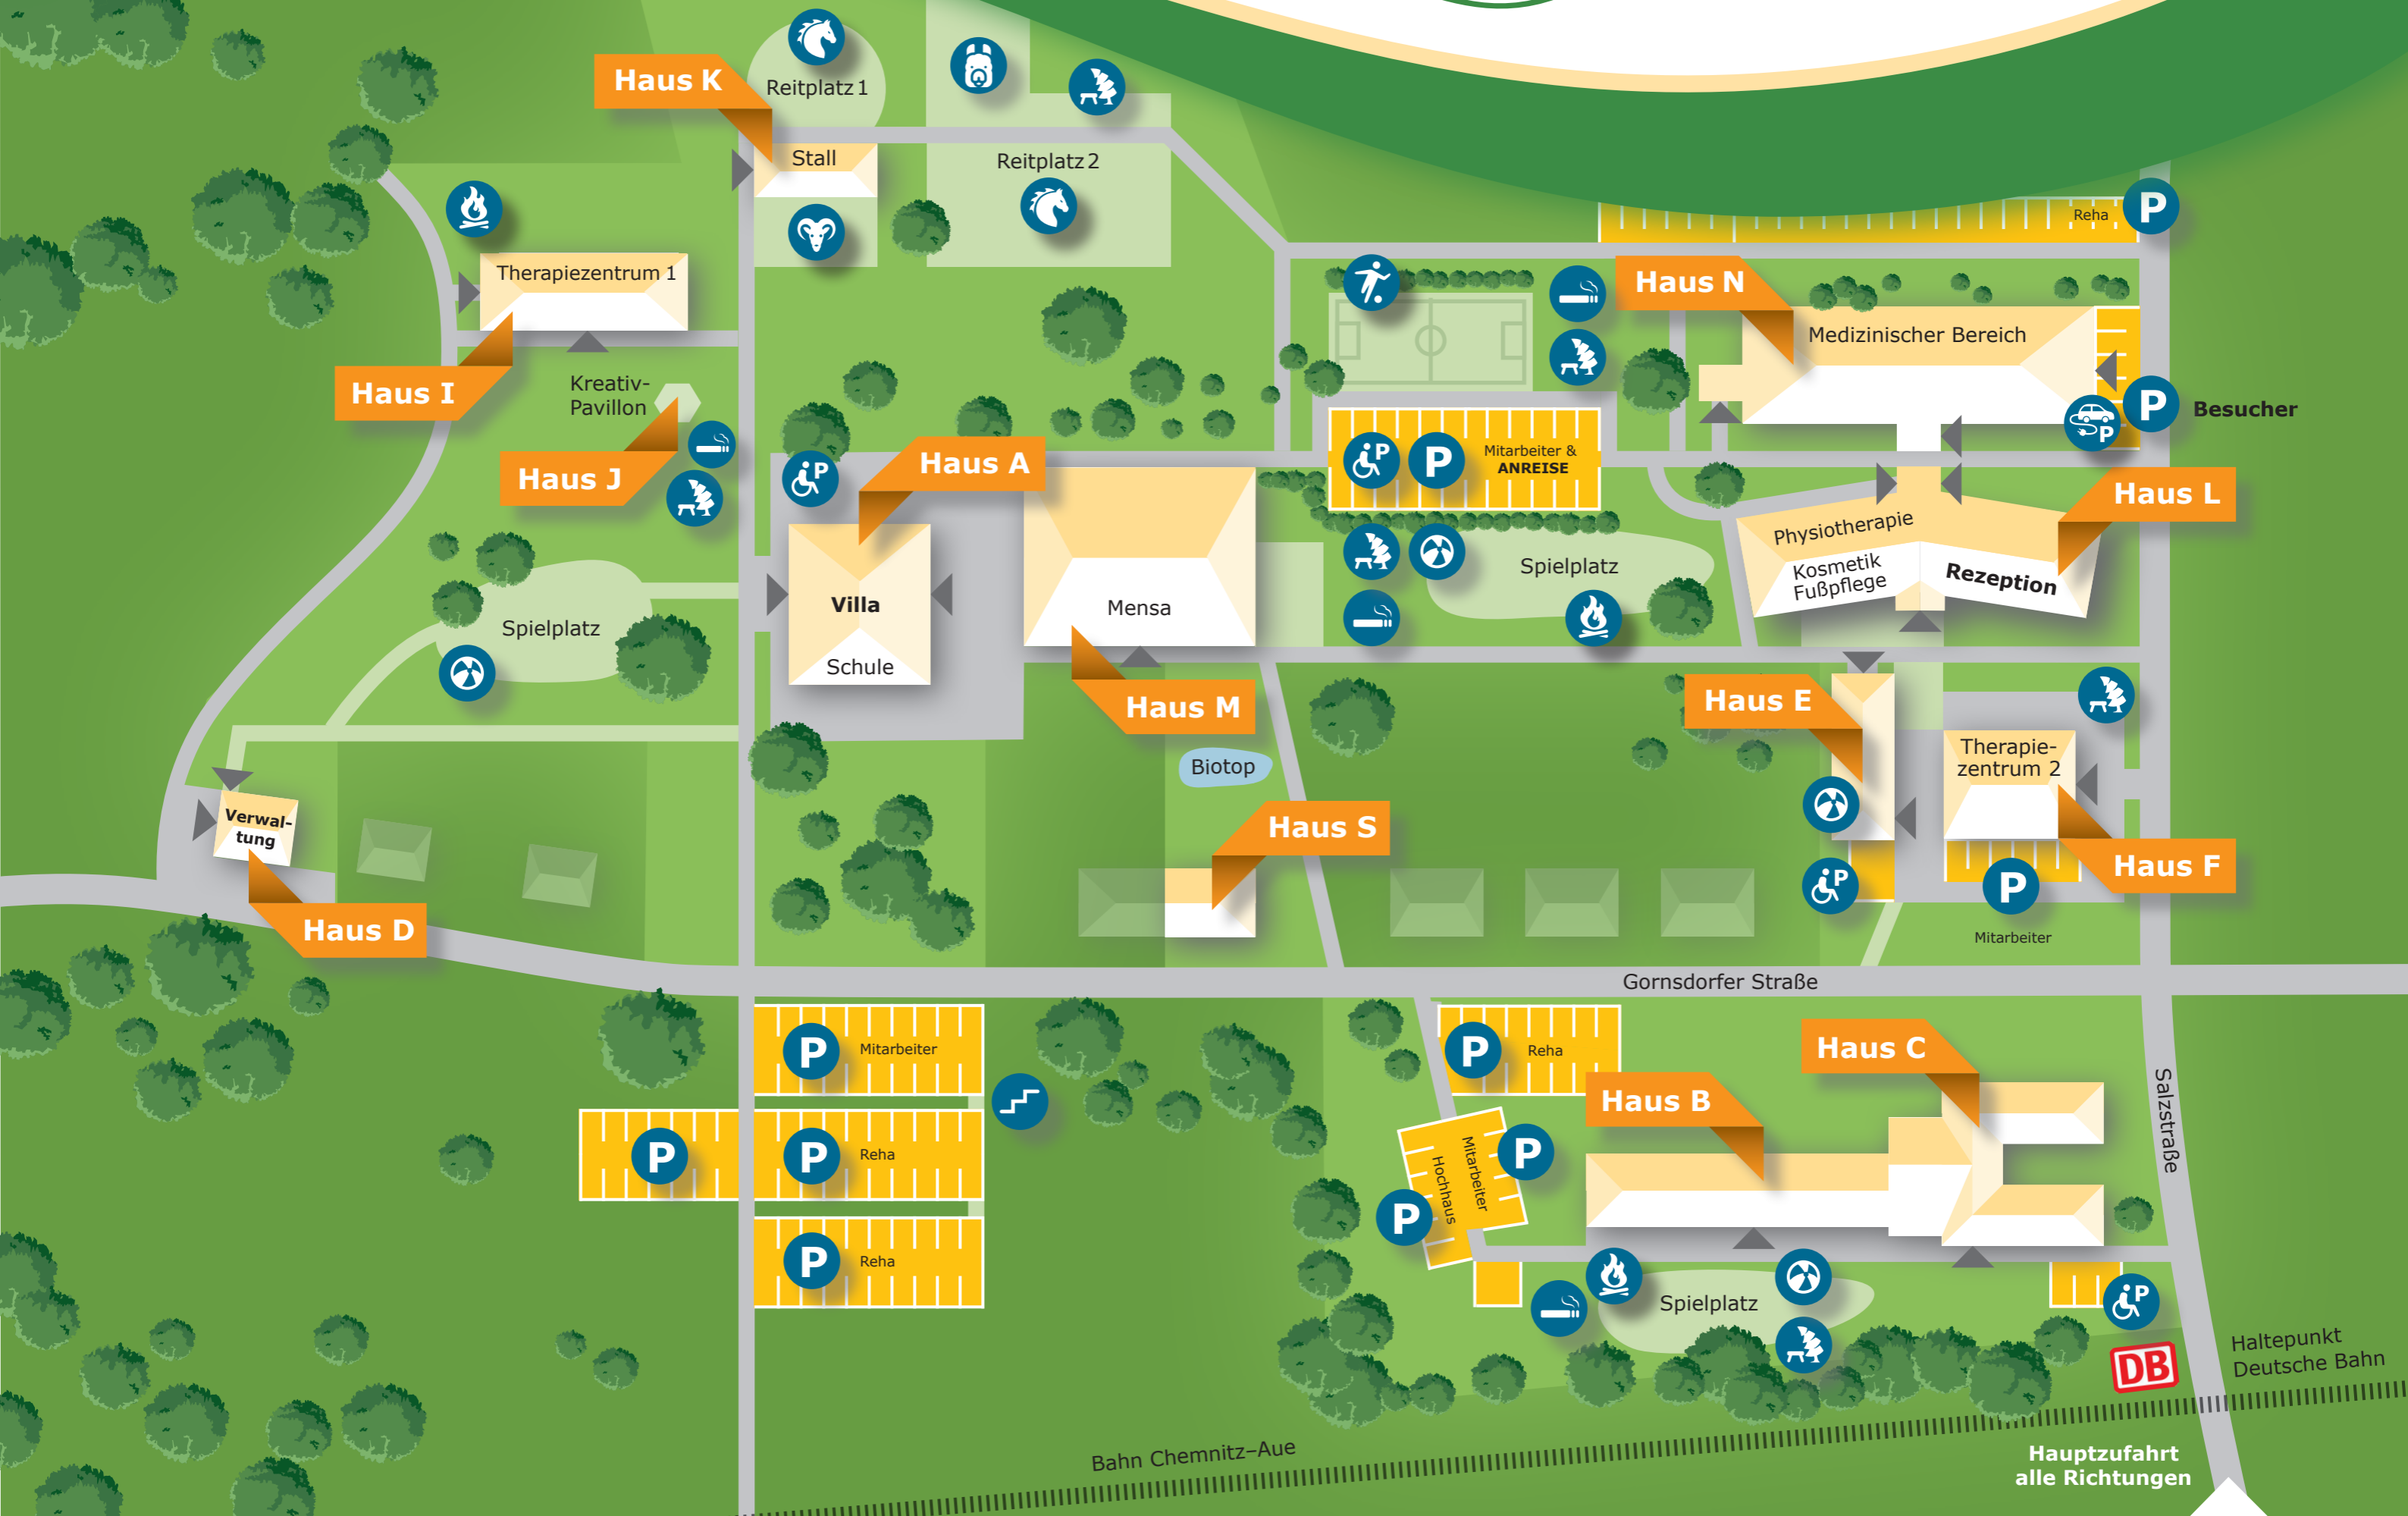 Haus K
Reitplatz 1
Stall
Reitplatz 2
Reha
P
Therapiezentrum 1
Haus N
Medizinischer Bereich
Haus I
Kreativ-
Pavillon
P
P
Besucher
Haus J
P
Haus A
P
P
Mitarbeiter &
ANREISE
Haus L
Physiotherapie
Kosmetik
Fußpflege
Rezeption
Spielplatz
Villa
Schule
Mensa
Spielplatz
Haus M
Haus E
Biotop
Therapie-
zentrum 2
Verwal-
tung
Haus S
Haus F
P
P
Mitarbeiter
Haus D
Gornsdorfer Straße
P
Mitarbeiter
P
Reha
Haus C
Haus B
Salzstraße
P
P
Reha
Mitarbeiter
Hochhaus
P
P
P
Reha
Spielplatz
P
DB
Haltepunkt
Deutsche Bahn
Bahn Chemnitz–Aue
Hauptzufahrt
alle Richtungen